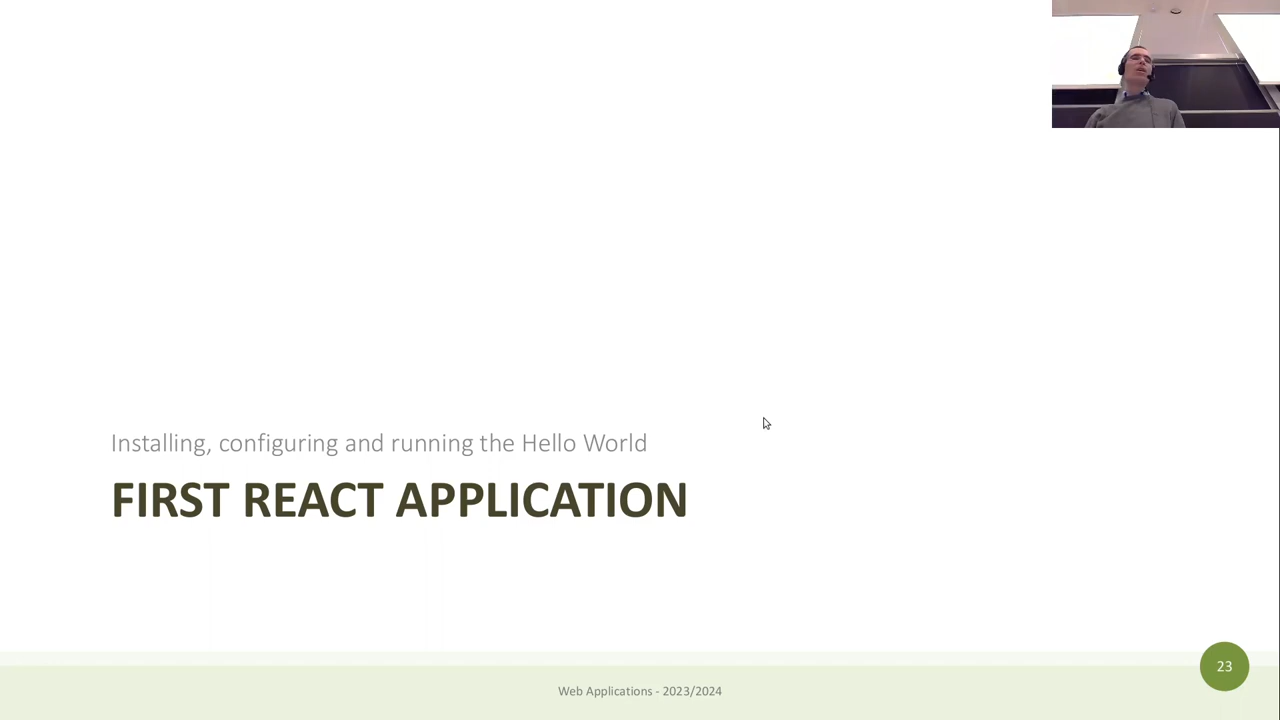 Installing, configuring and running the Hello World
FIRST REACT APPLICATION
23
Web Applications - 2023/2024